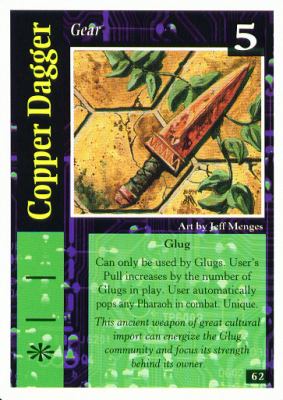 Copper Dagger
Gear
5
Art by Jeff Menges
Glug
Can only be used by Glugs. User's
Pull increases by the number
of Glugs in play. User automatically
pops any Pharaoh in combat. Unique.
This ancient weapon of great cultural
import can energize the Glug
community and focus its strength
behind its owner.
62